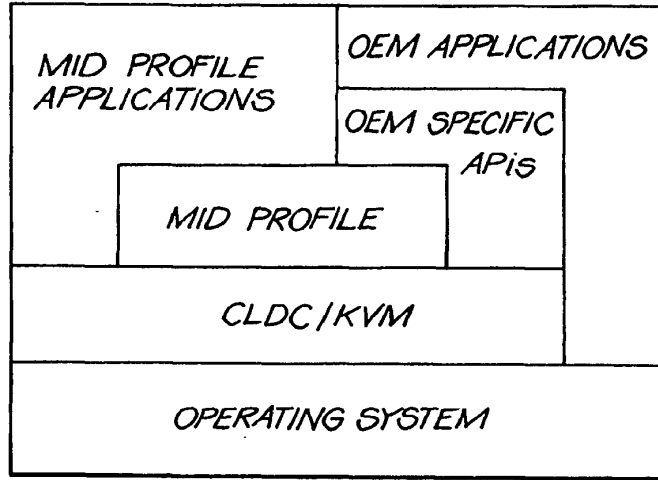 MID PROFILE
APPLICATIONS
OEM APPLICATIONS
OEM SPECIFIC
APiS
MID PROFILE
CLDC/KVM
OPERATING SYSTEM